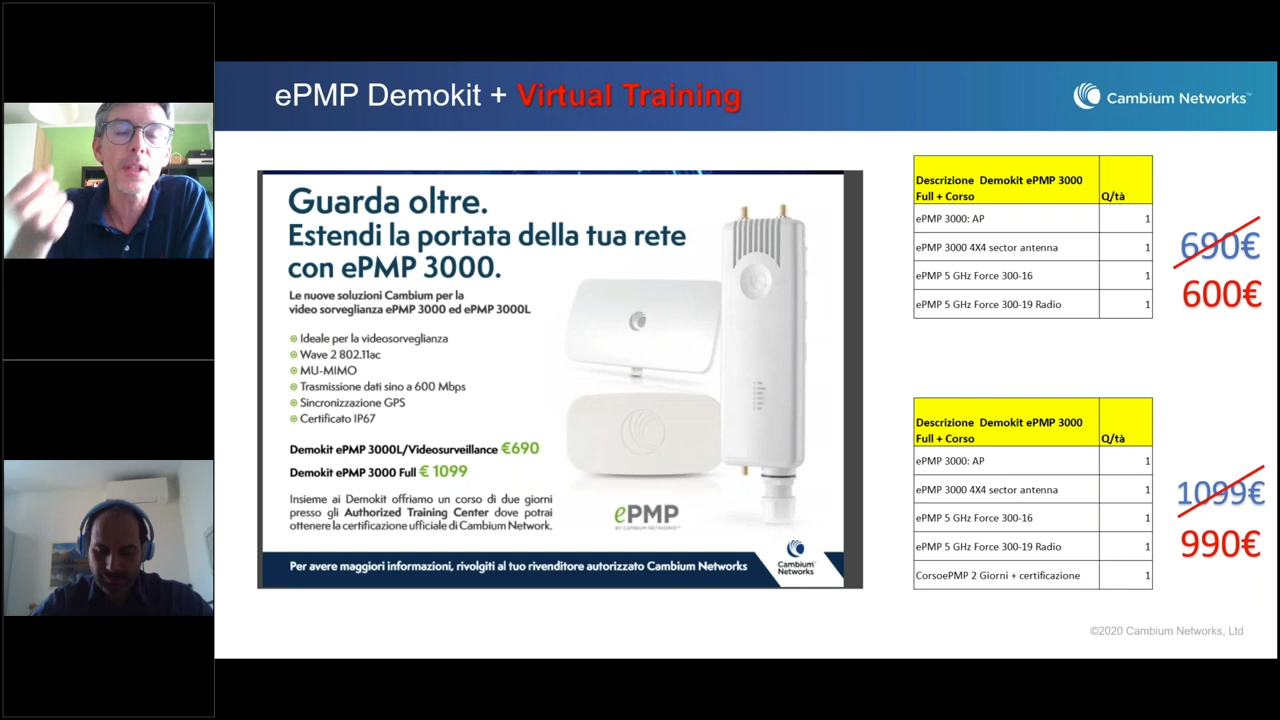 ePMP Demokit + Virtual Training
Cambium Networks™
Guarda oltre.
Estendi la portata della tua rete
con ePMP 3000.
Le nuove soluzioni Cambium per la
video sorveglianza ePMP 3000 ed ePMP 3000L
Ideale per la videosorveglianza
Wave 2 802.11ac
MU-MIMO
Trasmissione dati sino a 600 Mbps
Sincronizzazione GPS
Certificato IP67
Demokit ePMP 3000L/Videosurveillance €690
Demokit ePMP 3000 Full € 1099
Insieme ai Demokit offriamo un corso di due giorni
presso gli Authorized Training Center dove potrai
ottenere la certificazione ufficiale di Cambium Network.
ePMP
BY CAMBIUM NETWORKS™
Per avere maggiori informazioni, rivolgiti al tuo rivenditore autorizzato Cambium Networks
Cambium™
Networks
Descrizione Demokit ePMP 3000
Full + Corso Q/tà
ePMP 3000: AP 1
ePMP 3000 4X4 sector antenna 1
ePMP 5 GHz Force 300-16 1
ePMP 5 GHz Force 300-19 Radio 1
690€
600€
Descrizione Demokit ePMP 3000
Full + Corso Q/tà
ePMP 3000: AP 1
ePMP 3000 4X4 sector antenna 1
ePMP 5 GHz Force 300-16 1
ePMP 5 GHz Force 300-19 Radio 1
CorsoePMP 2 Giorni + certificazione 1
1099€
990€
©2020 Cambium Networks, Ltd